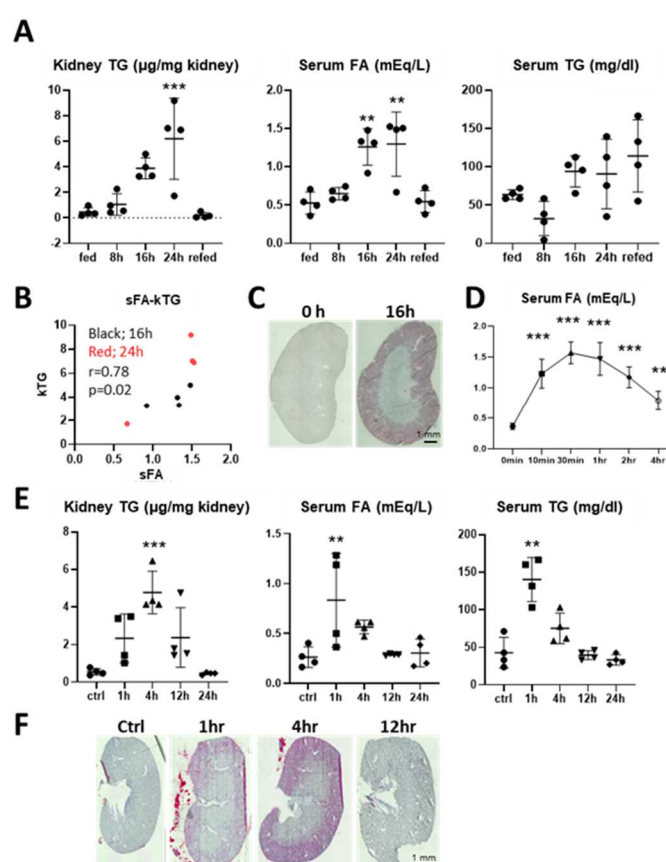 A
Kidney TG (µg/mg kidney)
Serum FA (mEq/L)
Serum TG (mg/dl)
10
8
6
4
2
0
-2
***
fed 8h 16h 24h refed
2.0
1.5
1.0
0.5
0.0
** **
fed 8h 16h 24h refed
200
150
100
50
0
fed 8h 16h 24h refed
B
sFA-kTG
Black; 16h
Red; 24h
r=0.78
p=0.02
kTG
10
8
6
4
2
0
0.0 0.5 1.0 1.5 2.0
sFA
C
0 h 16h
1 mm
D
Serum FA (mEq/L)
2.0
1.5
1.0
0.5
0.0
*** *** *** *** **
0min 10min 30min 1hr 2hr 4hr
E
Kidney TG (µg/mg kidney)
Serum FA (mEq/L)
Serum TG (mg/dl)
8
6
4
2
0
***
ctrl 1h 4h 12h 24h
1.5
1.0
0.5
0.0
**
ctrl 1h 4h 12h 24h
200
150
100
50
0
**
ctrl 1h 4h 12h 24h
F
Ctrl 1hr 4hr 12hr
1 mm